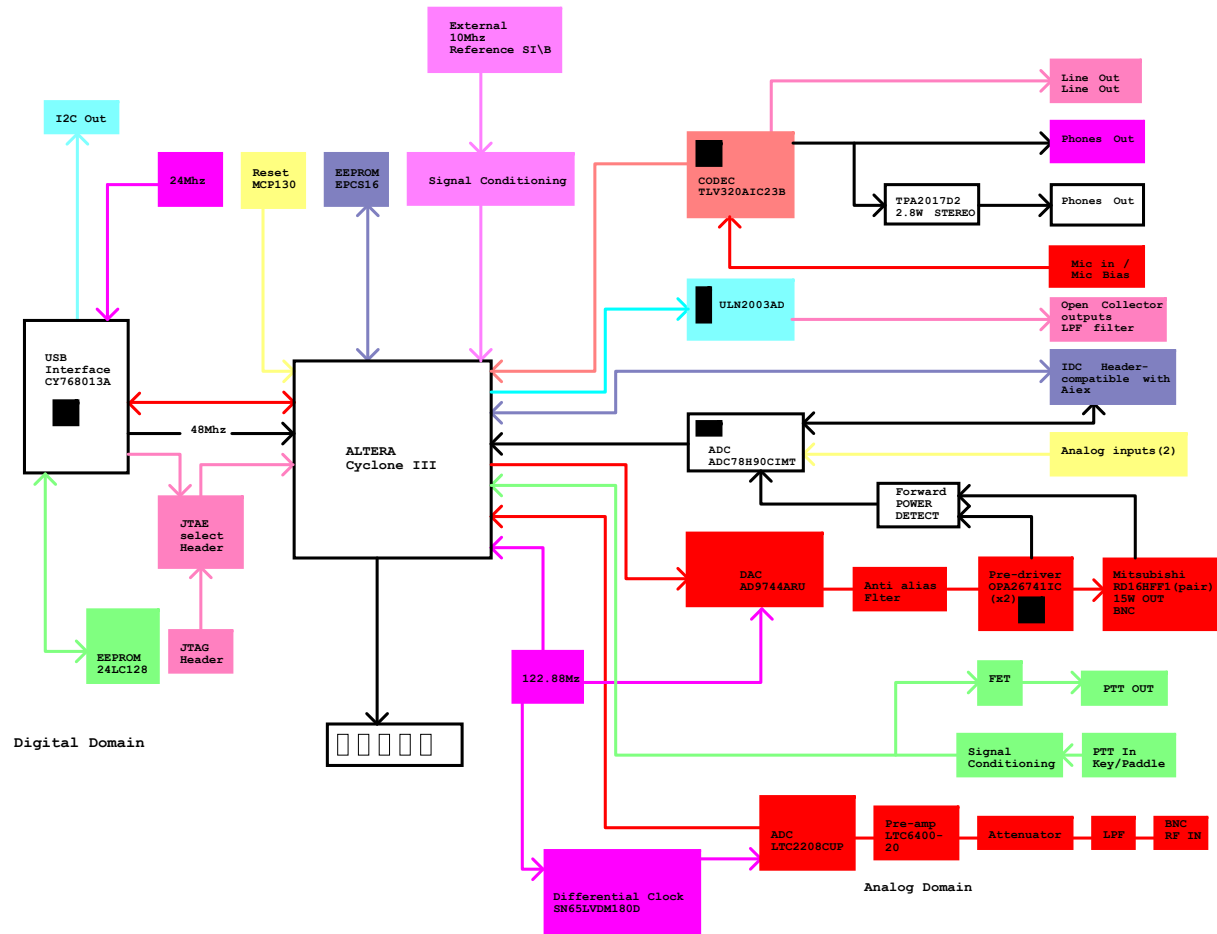 External
10Mhz
Reference SI\B
Line Out
Line Out
I2C Out
Phones Out
24Mhz
Reset
MCP130
EEPROM
EPCS16
Signal Conditioning
CODEC
TLV320AIC23B
TPA2017D2
2.8W STEREO
Phones Out
Mic in /
Mic Bias
ULN2003AD
Open Collector
outputs
LPF filter
USB
Interface
CY768013A
IDC Header-
compatible with
Aiex
48Mhz
ALTERA
Cyclone III
ADC
ADC78H90CIMT
Analog inputs(2)
Forward
POWER
DETECT
JTAE
select
Header
DAC
AD9744ARU
Anti alias
Flter
Pre-driver
OPA26741IC
(x2)
Mitsubishi
RD16HFF1(pair)
15W OUT
BNC
EEPROM
24LC128
JTAG
Header
122.88Mz
FET
PTT OUT
Digital Domain
Signal
Conditioning
PTT In
Key/Paddle
ADC
LTC2208CUP
Pre-amp
LTC6400-
20
Attenuator
LPF
BNC
RF IN
Differential Clock
SN65LVDM180D
Analog Domain